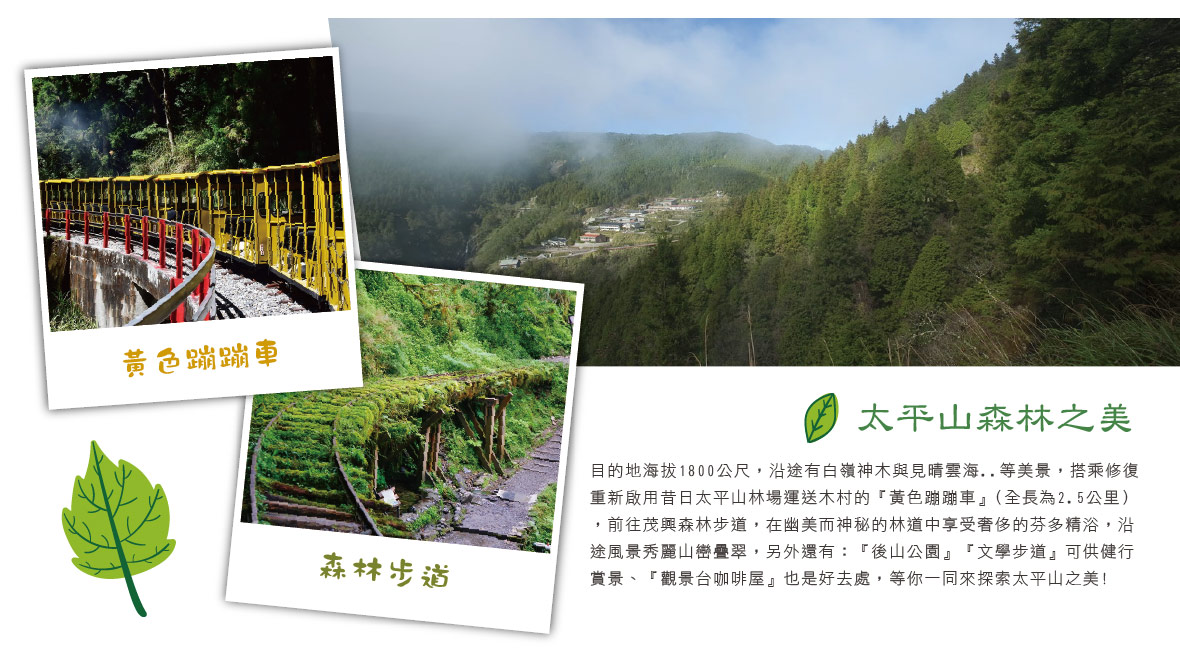 黃色蹦蹦車
森林步道
太平山森林之美
目的地海拔1800公尺，沿途有白嶺神木與見晴雲海..等美景，搭乘修復
重新啟用昔日太平山林場運送木村的『黃色蹦蹦車』(全長為2.5公里)
，前往茂興森林步道，在幽美而神秘的林道中享受奢侈的芬多精浴，沿
途風景秀麗山巒疊翠，另外還有：『後山公園』『文學步道』可供健行
賞景、『觀景台咖啡屋』也是好去處，等你一同來探索太平山之美!